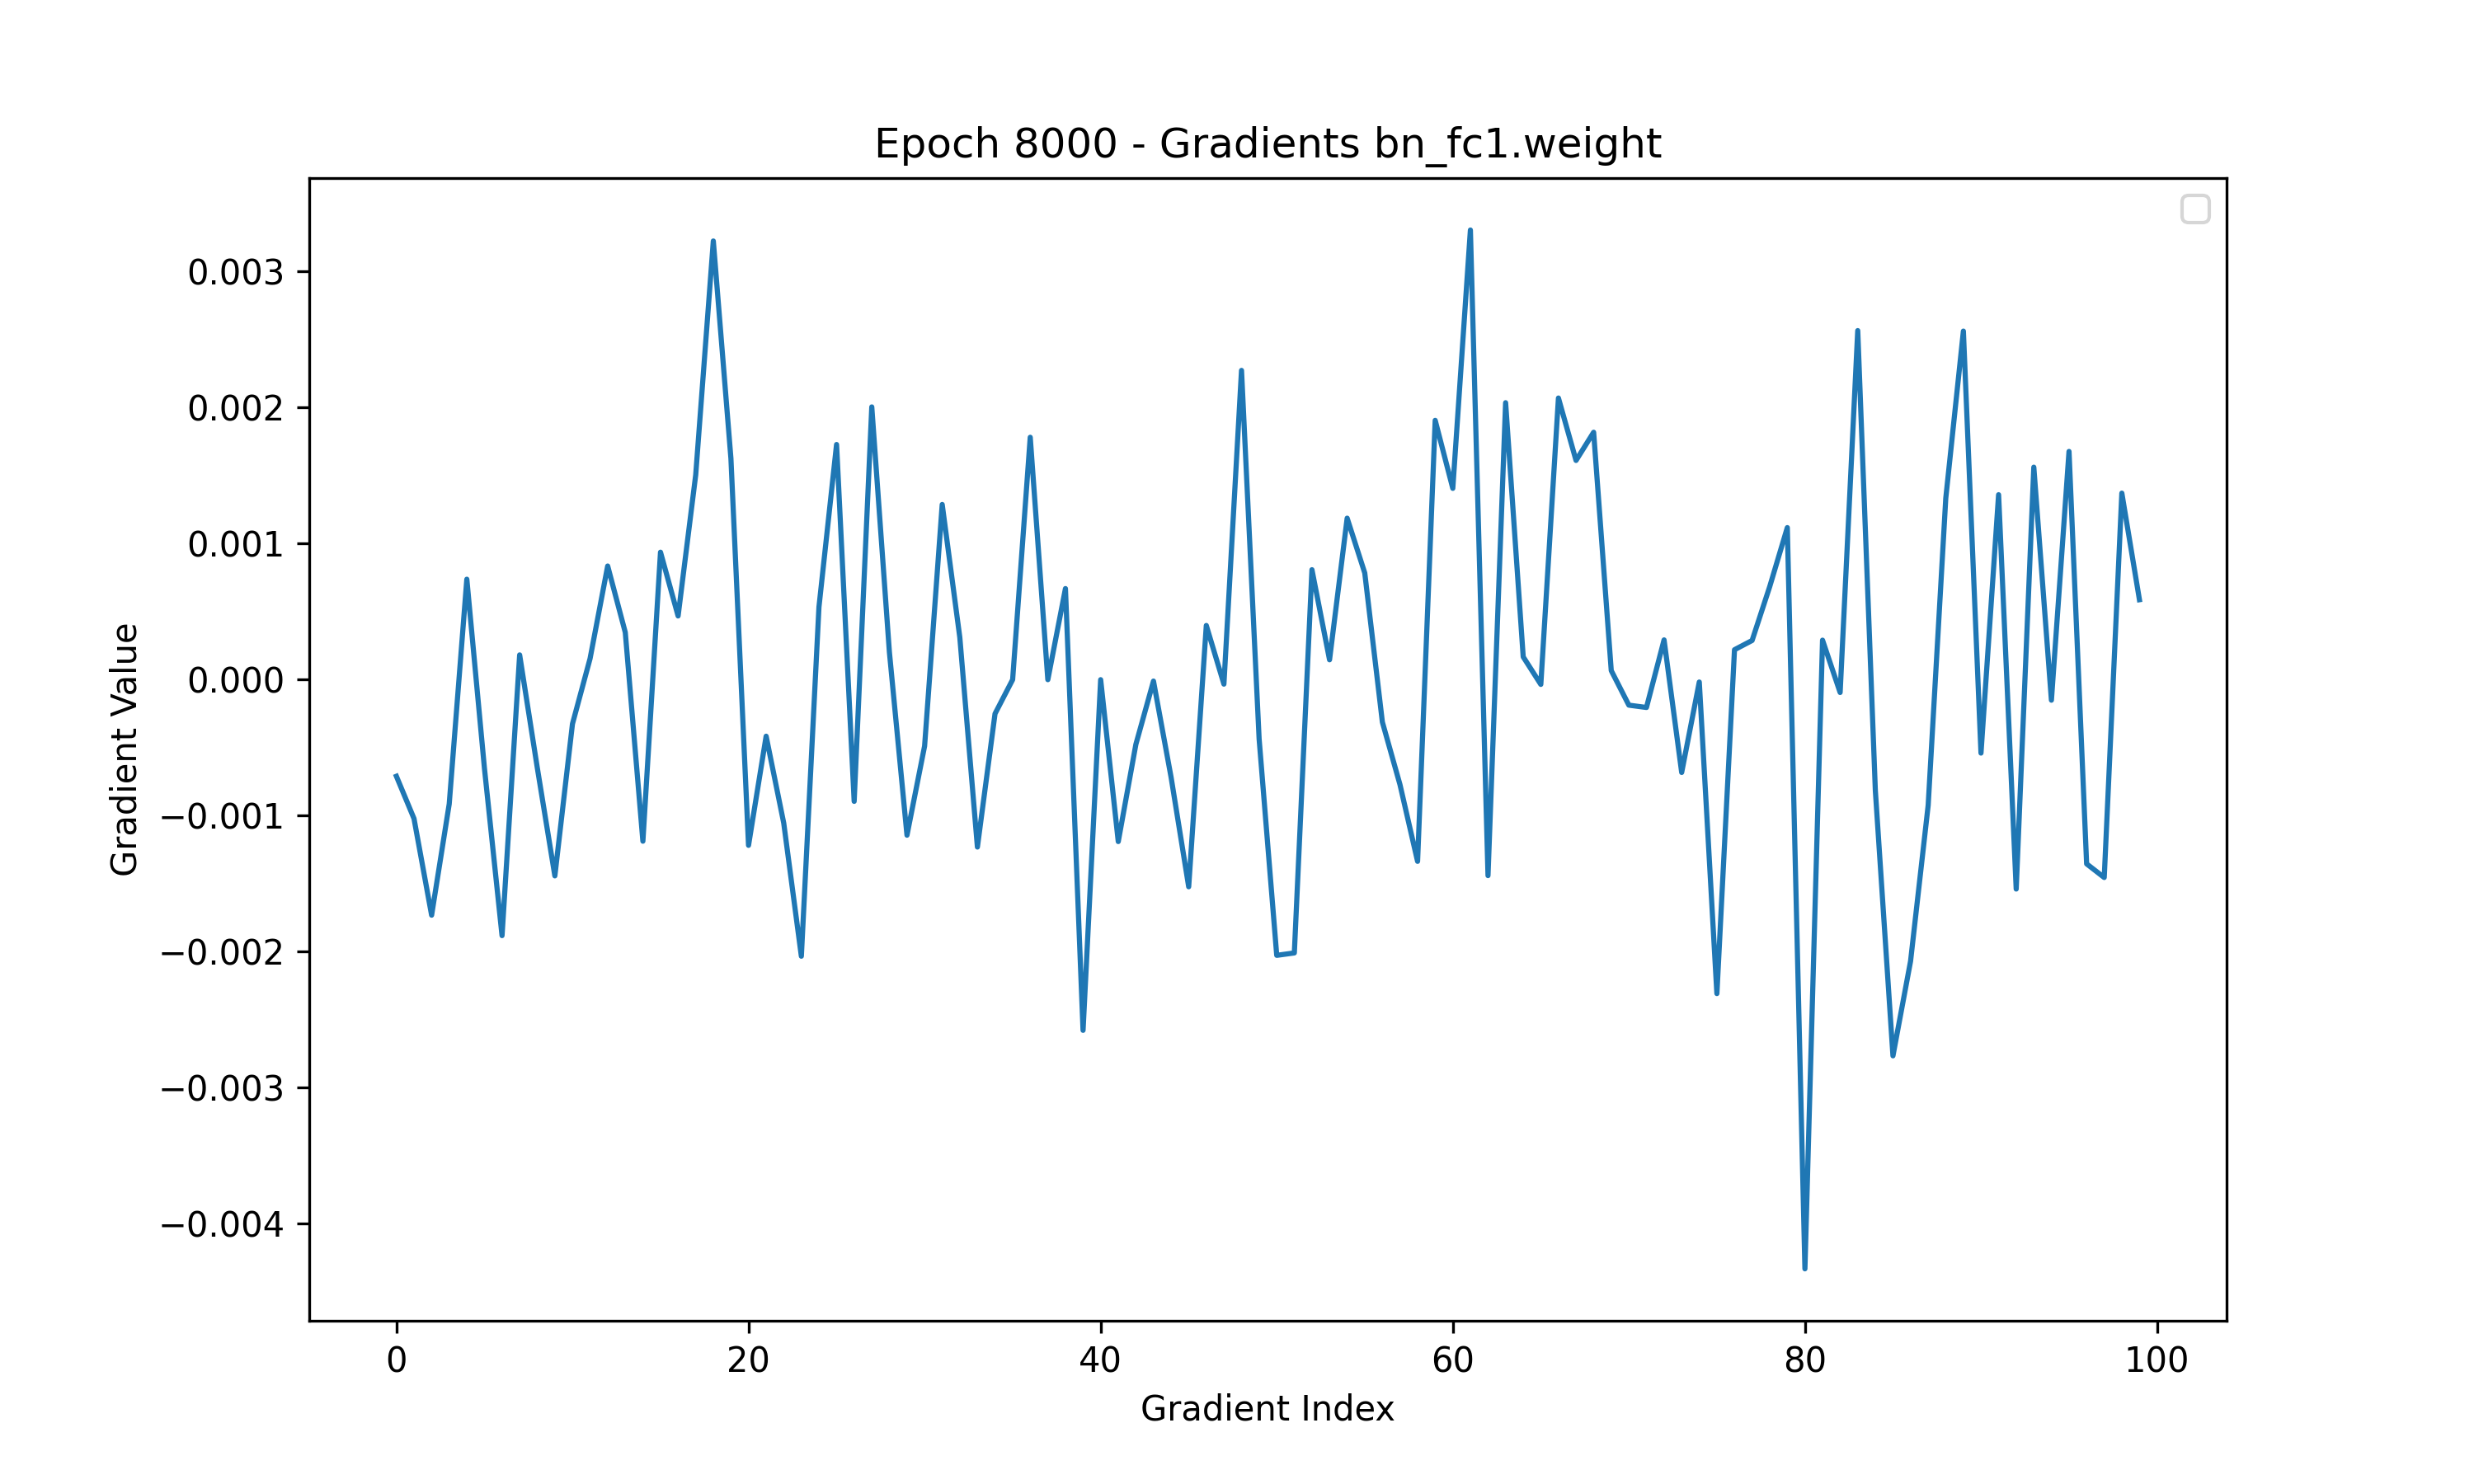 Epoch 8000 - Gradients bn_fc1.weight
Gradient Value
0.003
0.002
0.001
0.000
−0.001
−0.002
−0.003
−0.004
0 20 40 60 80 100
Gradient Index